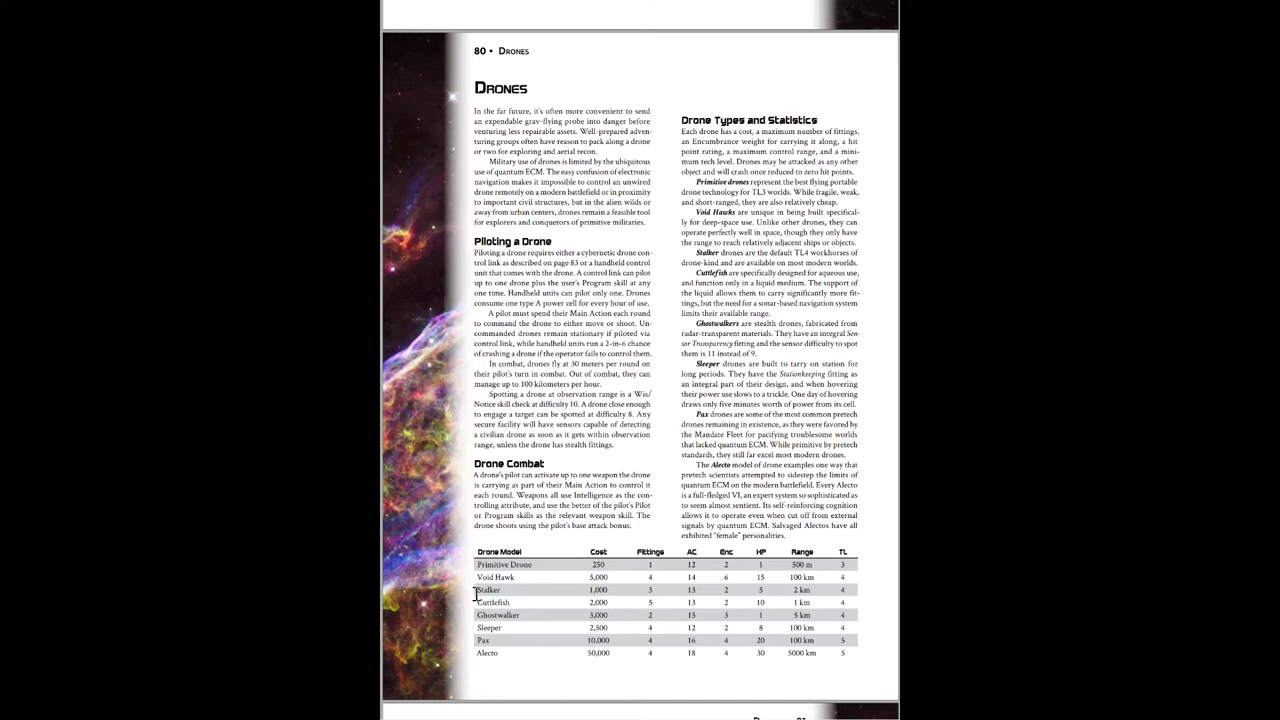 80 • Drones
Drones
In the far future, it's often more convenient to send
an expendable grav-flying probe into danger before
venturing less repairable assets. Well-prepared adven-
turing groups often have reason to pack along a drone
or two for exploring and aerial recon.
Military use of drones is limited by the ubiquitous
use of quantum ECM. The easy confusion of electronic
navigation makes it impossible to control an unwired
drone remotely on a modern battlefield or in proximity
to important civil structures, but in the alien wilds or
away from urban centers, drones remain a feasible tool
for explorers and conquerors of primitive militaries.
Piloting a Drone
Piloting a drone requires either a cybernetic drone con-
trol link as described on page 83 or a handheld control
unit that comes with the drone. A control link can pilot
up to one drone plus the user's Program skill at any
one time. Handheld units can pilot only one. Drones
consume one type A power cell for every hour of use.
A pilot must spend their Main Action each round
to command the drone to either move or shoot. Un-
commanded drones remain stationary if piloted via
control link, while handheld units run a 2-in-6 chance
of crashing a drone if the operator fails to control them.
In combat, drones fly at 30 meters per round on
their pilot's turn in combat. Out of combat, they can
manage up to 100 kilometers per hour.
Spotting a drone at observation range is a Wis/
Notice skill check at difficulty 10. A drone close enough
to engage a target can be spotted at difficulty 8. Any
secure facility will have sensors capable of detecting
a civilian drone as soon as it gets within observation
range, unless the drone has stealth fittings.
Drone Combat
A drone's pilot can activate up to one weapon the drone
is carrying as part of their Main Action to control it
each round. Weapons all use Intelligence as the con-
trolling attribute, and use the better of the pilot's Pilot
or Program skills as the relevant weapon skill. The
drone shoots using the pilot's base attack bonus.
Drone Types and Statistics
Each drone has a cost, a maximum number of fittings,
an Encumbrance weight for carrying it along, a hit
point rating, a maximum control range, and a mini-
mum tech level. Drones may be attacked as any other
object and will crash once reduced to zero hit points.
Primitive drones represent the best flying portable
drone technology for TL3 worlds. While fragile, weak,
and short-ranged, they are also relatively cheap.
Void Hawks are unique in being built specifical-
ly for deep-space use. Unlike other drones, they can
operate perfectly well in space, though they only have
the range to reach relatively adjacent ships or objects.
Stalker drones are the default TL4 workhorses of
drone-kind and are available on most modern worlds.
Cuttlefish are specifically designed for aqueous use,
and function only in a liquid medium. The support of
the liquid allows them to carry significantly more fit-
tings, but the need for a sonar-based navigation system
limits their available range.
Ghostwalkers are stealth drones, fabricated from
radar-transparent materials. They have an integral Sen-
sor Transparency fitting and the sensor difficulty to spot
them is 11 instead of 9.
Sleeper drones are built to tarry on station for
long periods. They have the Stationkeeping fitting as
an integral part of their design, and when hovering
their power use slows to a trickle. One day of hovering
draws only five minutes worth of power from its cell.
Pax drones are some of the most common pretech
drones remaining in existence, as they were favored by
the Mandate Fleet for pacifying troublesome worlds
that lacked quantum ECM. While primitive by pretech
standards, they still far excel most modern drones.
The Alecto model of drone examples one way that
pretech scientists attempted to sidestep the limits of
quantum ECM on the modern battlefield. Every Alecto
is a full-fledged VI, an expert system so sophisticated as
to seem almost sentient. Its self-reinforcing cognition
allows it to operate even when cut off from external
signals by quantum ECM. Salvaged Alectos have all
exhibited "female" personalities.
Drone Model Cost Fittings AC Enc HP Range TL
Primitive Drone 250 1 12 2 1 500 m 3
Void Hawk 5,000 4 14 6 15 100 km 4
Stalker 1,000 3 13 2 5 2 km 4
Cuttlefish 2,000 5 13 2 10 1 km 4
Ghostwalker 3,000 2 15 3 1 5 km 4
Sleeper 2,500 4 12 2 8 100 km 4
Pax 10,000 4 16 4 20 100 km 5
Alecto 50,000 4 18 4 30 5000 km 5